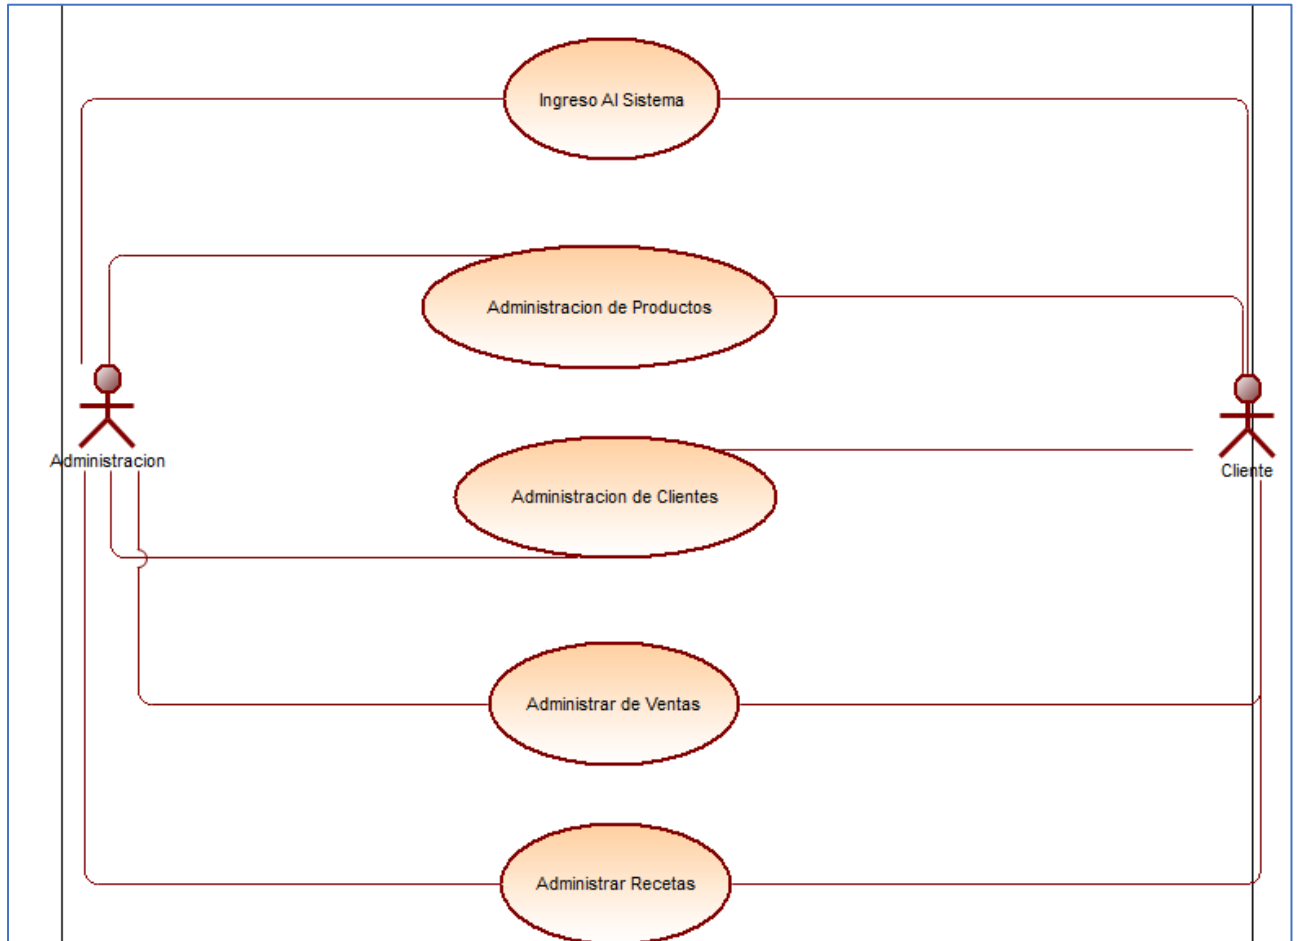 Ingreso Al Sistema
Administracion de Productos
Administracion
Cliente
Administracion de Clientes
Administrar de Ventas
Administrar Recetas